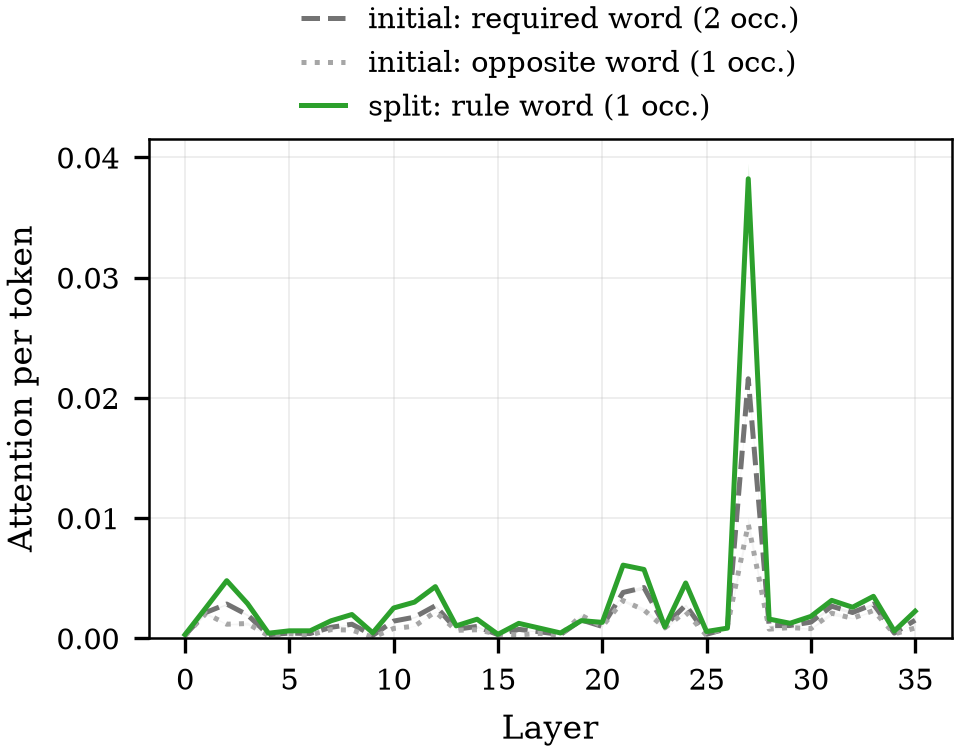 initial: required word (2 occ.)
initial: opposite word (1 occ.)
split: rule word (1 occ.)
0.04
0.03
0.02
0.01
0.00
Attention per token
0 5 10 15 20 25 30 35
Layer